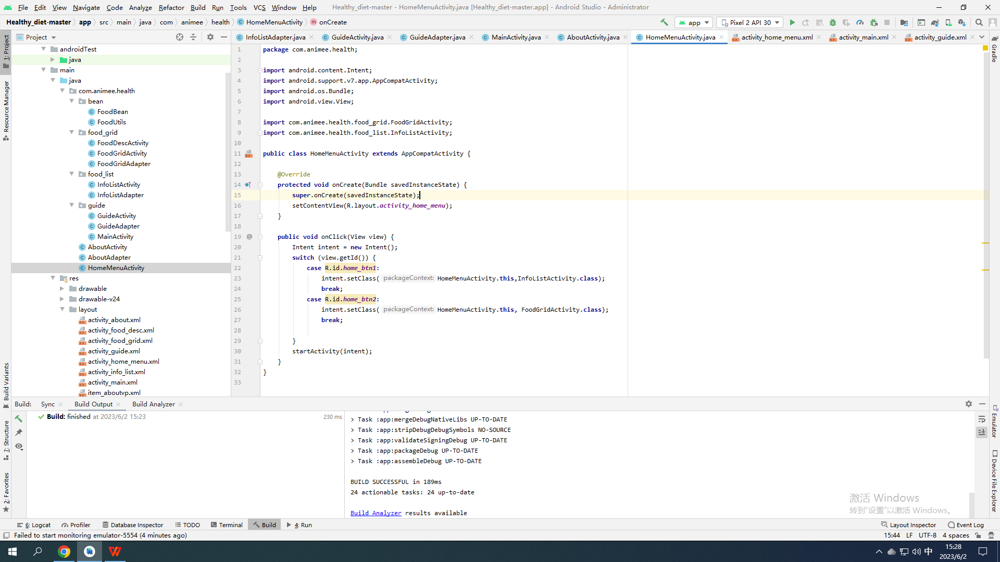 File Edit View Navigate Code Analyze Refactor Build Run Tools VCS Window Help Healthy_diet-master - HomeMenuActivity.java [Healthy_diet-master.app] - Android Studio - Administrator
Healthy_diet-master app src main java com animee health HomeMenuActivity onCreate app Pixel 2 API 30
Project
InfoListAdapter.java GuideActivity.java GuideAdapter.java MainActivity.java AboutActivity.java HomeMenuActivity.java activity_home_menu.xml activity_main.xml activity_guide.xml
1: Project
Resource Manager
Build Variants
7: Structure
2: Favorites
androidTest
java
main
java
com.animee.health
bean
FoodBean
FoodUtils
food_grid
FoodDescActivity
FoodGridActivity
FoodGridAdapter
food_list
InfoListActivity
InfoListAdapter
guide
GuideActivity
GuideAdapter
MainActivity
AboutActivity
AboutAdapter
HomeMenuActivity
res
drawable
drawable-v24
layout
activity_about.xml
activity_food_desc.xml
activity_food_grid.xml
activity_guide.xml
activity_home_menu.xml
activity_info_list.xml
activity_main.xml
item_aboutvp.xml
1 package com.animee.health;
2
3 import android.content.Intent;
4 import android.support.v7.app.AppCompatActivity;
5 import android.os.Bundle;
6 import android.view.View;
7
8 import com.animee.health.food_grid.FoodGridActivity;
9 import com.animee.health.food_list.InfoListActivity;
10
11 public class HomeMenuActivity extends AppCompatActivity {
12
13 @Override
14 protected void onCreate(Bundle savedInstanceState) {
15 super.onCreate(savedInstanceState);
16 setContentView(R.layout.activity_home_menu);
17 }
18
19 @ public void onClick(View view) {
20 Intent intent = new Intent();
21 switch (view.getId()) {
22 case R.id.home_btn1:
23 intent.setClass( packageContext: HomeMenuActivity.this,InfoListActivity.class);
24 break;
25 case R.id.home_btn2:
26 intent.setClass( packageContext: HomeMenuActivity.this, FoodGridActivity.class);
27 break;
28
29 }
30 startActivity(intent);
31 }
32 }
33
Gradle
Emulator
Device File Explorer
Build: Sync Build Output Build Analyzer
Build: finished at 2023/6/2 15:23 230 ms
> Task :app:mergeDebugNativeLibs UP-TO-DATE
> Task :app:stripDebugDebugSymbols NO-SOURCE
> Task :app:validateSigningDebug UP-TO-DATE
> Task :app:packageDebug UP-TO-DATE
> Task :app:assembleDebug UP-TO-DATE
BUILD SUCCESSFUL in 189ms
24 actionable tasks: 24 up-to-date
Build Analyzer results available
激活 Windows
转到“设置”以激活 Windows。
6: Logcat Profiler Database Inspector TODO Terminal Build 4: Run Layout Inspector Event Log
Failed to start monitoring emulator-5554 (4 minutes ago) 15:44 LF UTF-8 4 spaces
中 15:28
2023/6/2